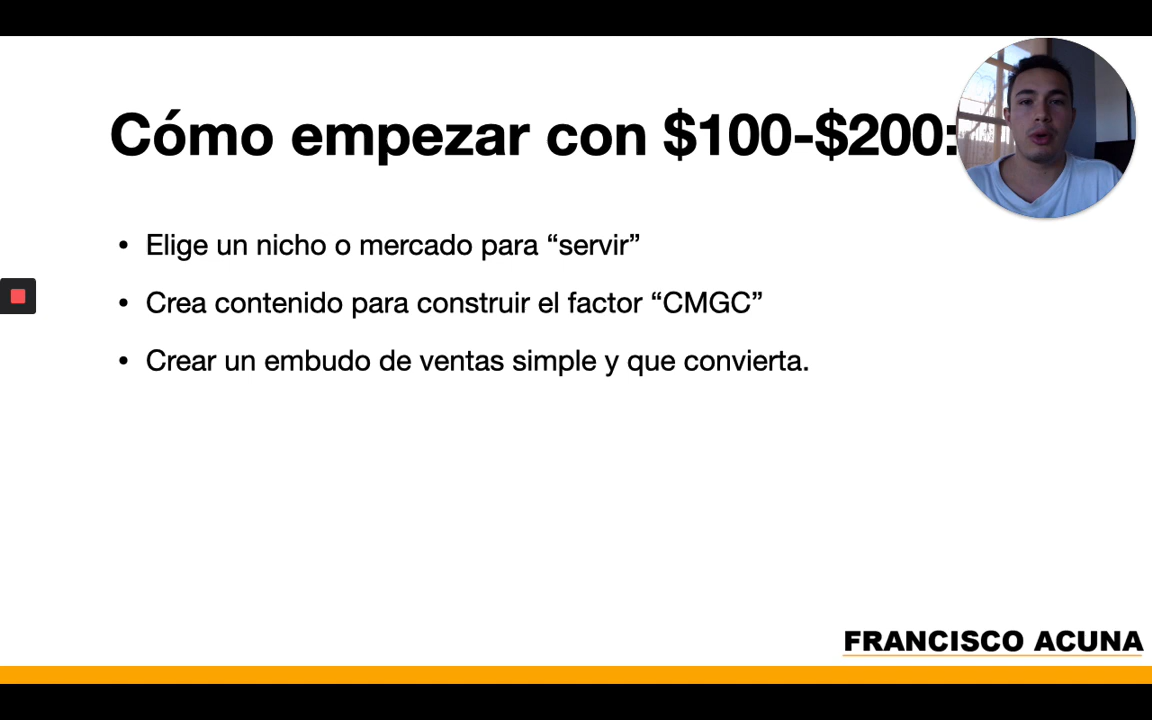 Cómo empezar con $100-$200:
• Elige un nicho o mercado para “servir”
• Crea contenido para construir el factor “CMGC”
• Crear un embudo de ventas simple y que convierta.
FRANCISCO ACUNA